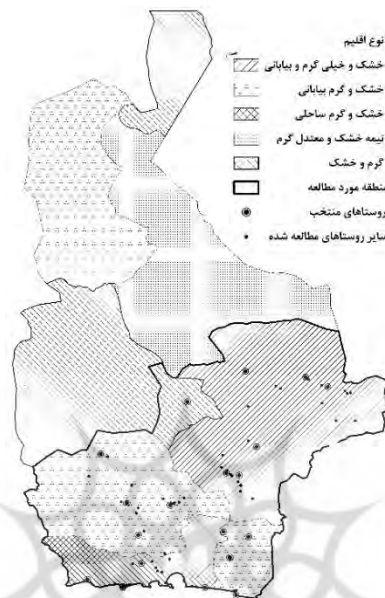 نوع اقلیم
خشک و خیلی گرم و بیابانی
خشک و گرم بیابانی
خشک و گرم ساحلی
نیمه خشک و معتدل گرم
گرم و خشک
منطقه مورد مطالعه
روستاهای منتخب
سایر روستاهای مطالعه شده